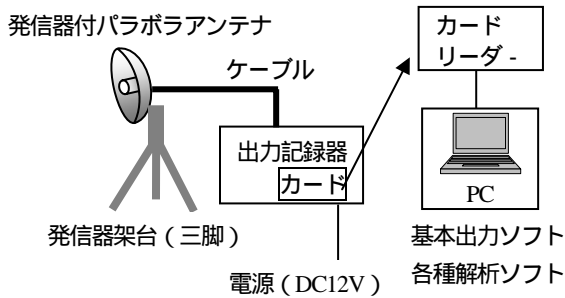 発信器付パラボラアンテナ
ケーブル
カード
リーダ-
出力記録器
カード
PC
発信器架台(三脚)
電源(DC12V)
基本出力ソフト
各種解析ソフト